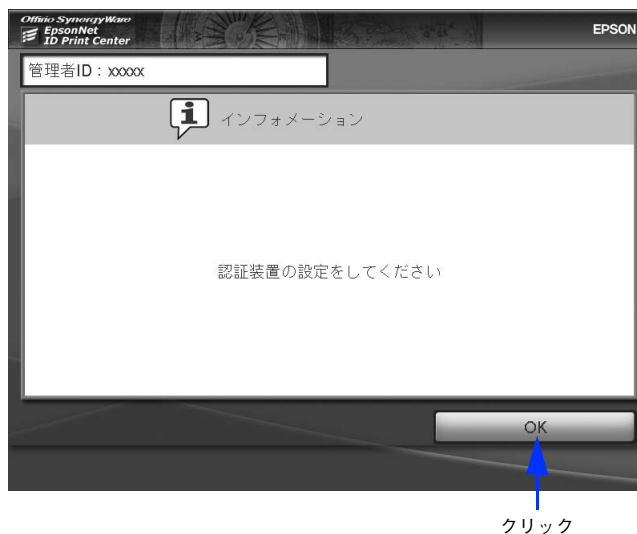 Offirio SynergyWare
EpsonNet
ID Print Center
EPSON
管理者ID：xxxxx
インフォメーション
認証装置の設定をしてください
OK
クリック